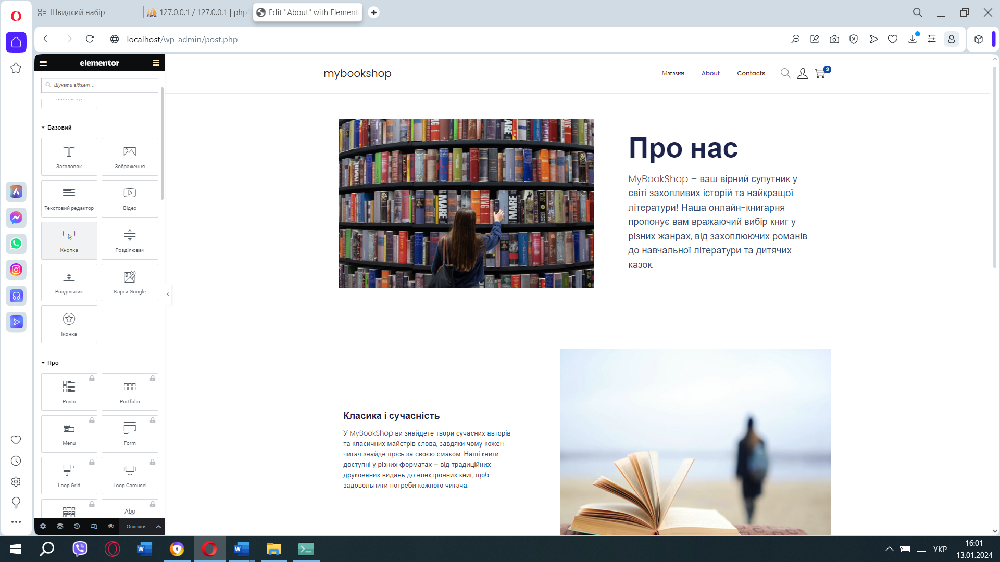 Швидкий набір
127.0.0.1 / 127.0.0.1 | php
Edit "About" with Element
localhost/wp-admin/post.php
elementor
Шукати віджет...
Контейнер
Базовий
Заголовок
Зображення
Текстовий редактор
Відео
Кнопка
Розділювач
Роздільник
Карти Google
Іконка
Про
Posts
Portfolio
Menu
Form
Loop Grid
Loop Carousel
Abc
Оновити
mybookshop
Магазин
About
Contacts
2
Про нас
MyBookShop – ваш вірний супутник у
світі захопливих історій та найкращої
літератури! Наша онлайн-книгарня
пропонує вам вражаючий вибір книг у
різних жанрах, від захоплюючих романів
до навчальної літератури та дитячих
казок.
Класика і сучасність
У MyBookShop ви знайдете твори сучасних авторів
та класичних майстрів слова, завдяки чому кожен
читач знайде щось за своєю смаком. Наші книги
доступні у різних форматах – від традиційних
друкованих видань до електронних книг, щоб
задовольнити потреби кожного читача.
УКР
16:01
13.01.2024